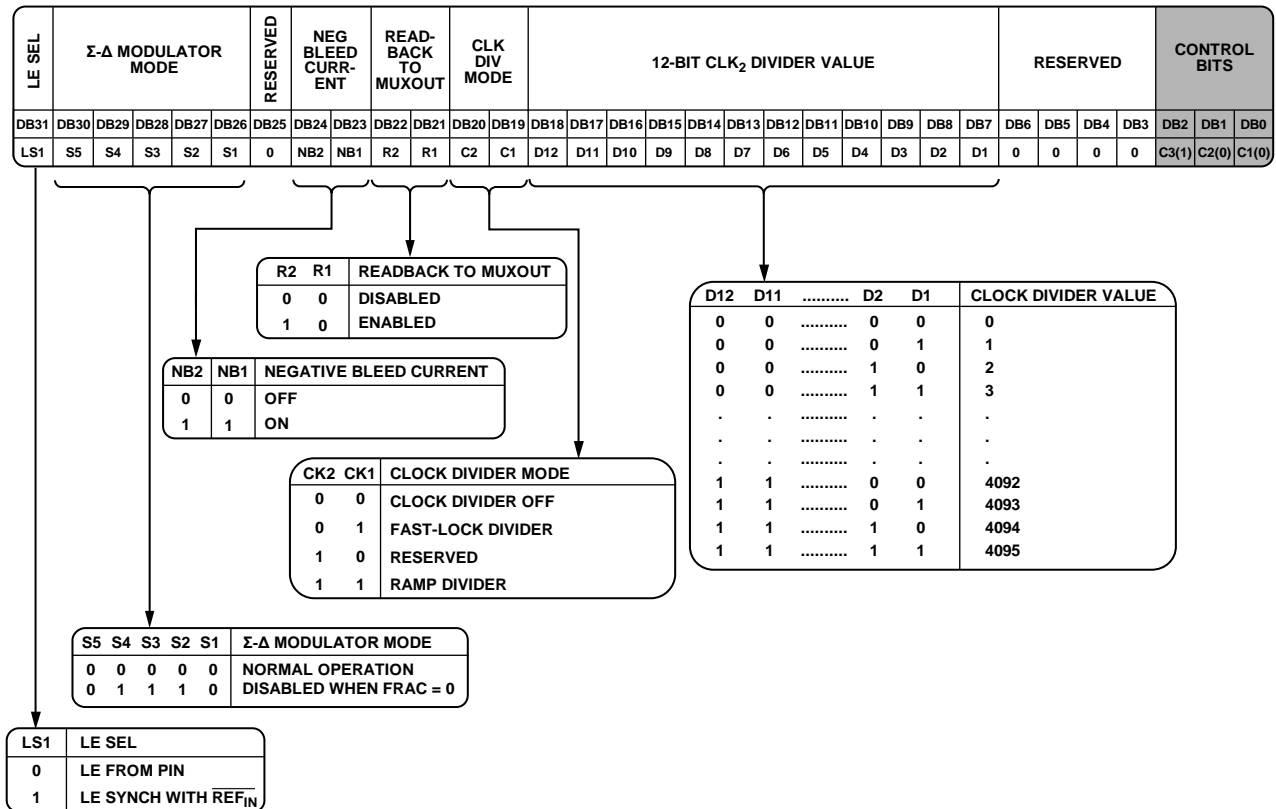 LE SEL
Σ-Δ MODULATOR
MODE
RESERVED
NEG
BLEED
CURR-
ENT
READ-
BACK
TO
MUXOUT
CLK
DIV
MODE
12-BIT CLK2 DIVIDER VALUE
RESERVED
CONTROL
BITS
DB31 DB30 DB29 DB28 DB27 DB26 DB25 DB24 DB23 DB22 DB21 DB20 DB19 DB18 DB17 DB16 DB15 DB14 DB13 DB12 DB11 DB10 DB9 DB8 DB7 DB6 DB5 DB4 DB3 DB2 DB1 DB0
LS1 S5 S4 S3 S2 S1 0 NB2 NB1 R2 R1 C2 C1 D12 D11 D10 D9 D8 D7 D6 D5 D4 D3 D2 D1 0 0 0 0 C3(1) C2(0) C1(0)
R2 R1 READBACK TO MUXOUT
0 0 DISABLED
1 0 ENABLED
NB2 NB1 NEGATIVE BLEED CURRENT
0 0 OFF
1 1 ON
CK2 CK1 CLOCK DIVIDER MODE
0 0 CLOCK DIVIDER OFF
0 1 FAST-LOCK DIVIDER
1 0 RESERVED
1 1 RAMP DIVIDER
D12 D11 .......... D2 D1 CLOCK DIVIDER VALUE
0 0 .......... 0 0 0
0 0 .......... 0 1 1
0 0 .......... 1 0 2
0 0 .......... 1 1 3
. . .......... . . .
. . .......... . . .
. . .......... . . .
1 1 .......... 0 0 4092
1 1 .......... 0 1 4093
1 1 .......... 1 0 4094
1 1 .......... 1 1 4095
S5 S4 S3 S2 S1 Σ-Δ MODULATOR MODE
0 0 0 0 0 NORMAL OPERATION
0 1 1 1 0 DISABLED WHEN FRAC = 0
LS1 LE SEL
0 LE FROM PIN
1 LE SYNCH WITH REFIN